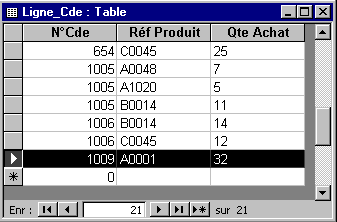 Ligne_Cde : Table
N°Cde Réf Produit Qte Achat
654 C0045 25
1005 A0048 7
1005 A1020 5
1005 B0014 11
1006 B0014 14
1006 C0045 12
1009 A0001 32
0
Enr : 21 sur 21